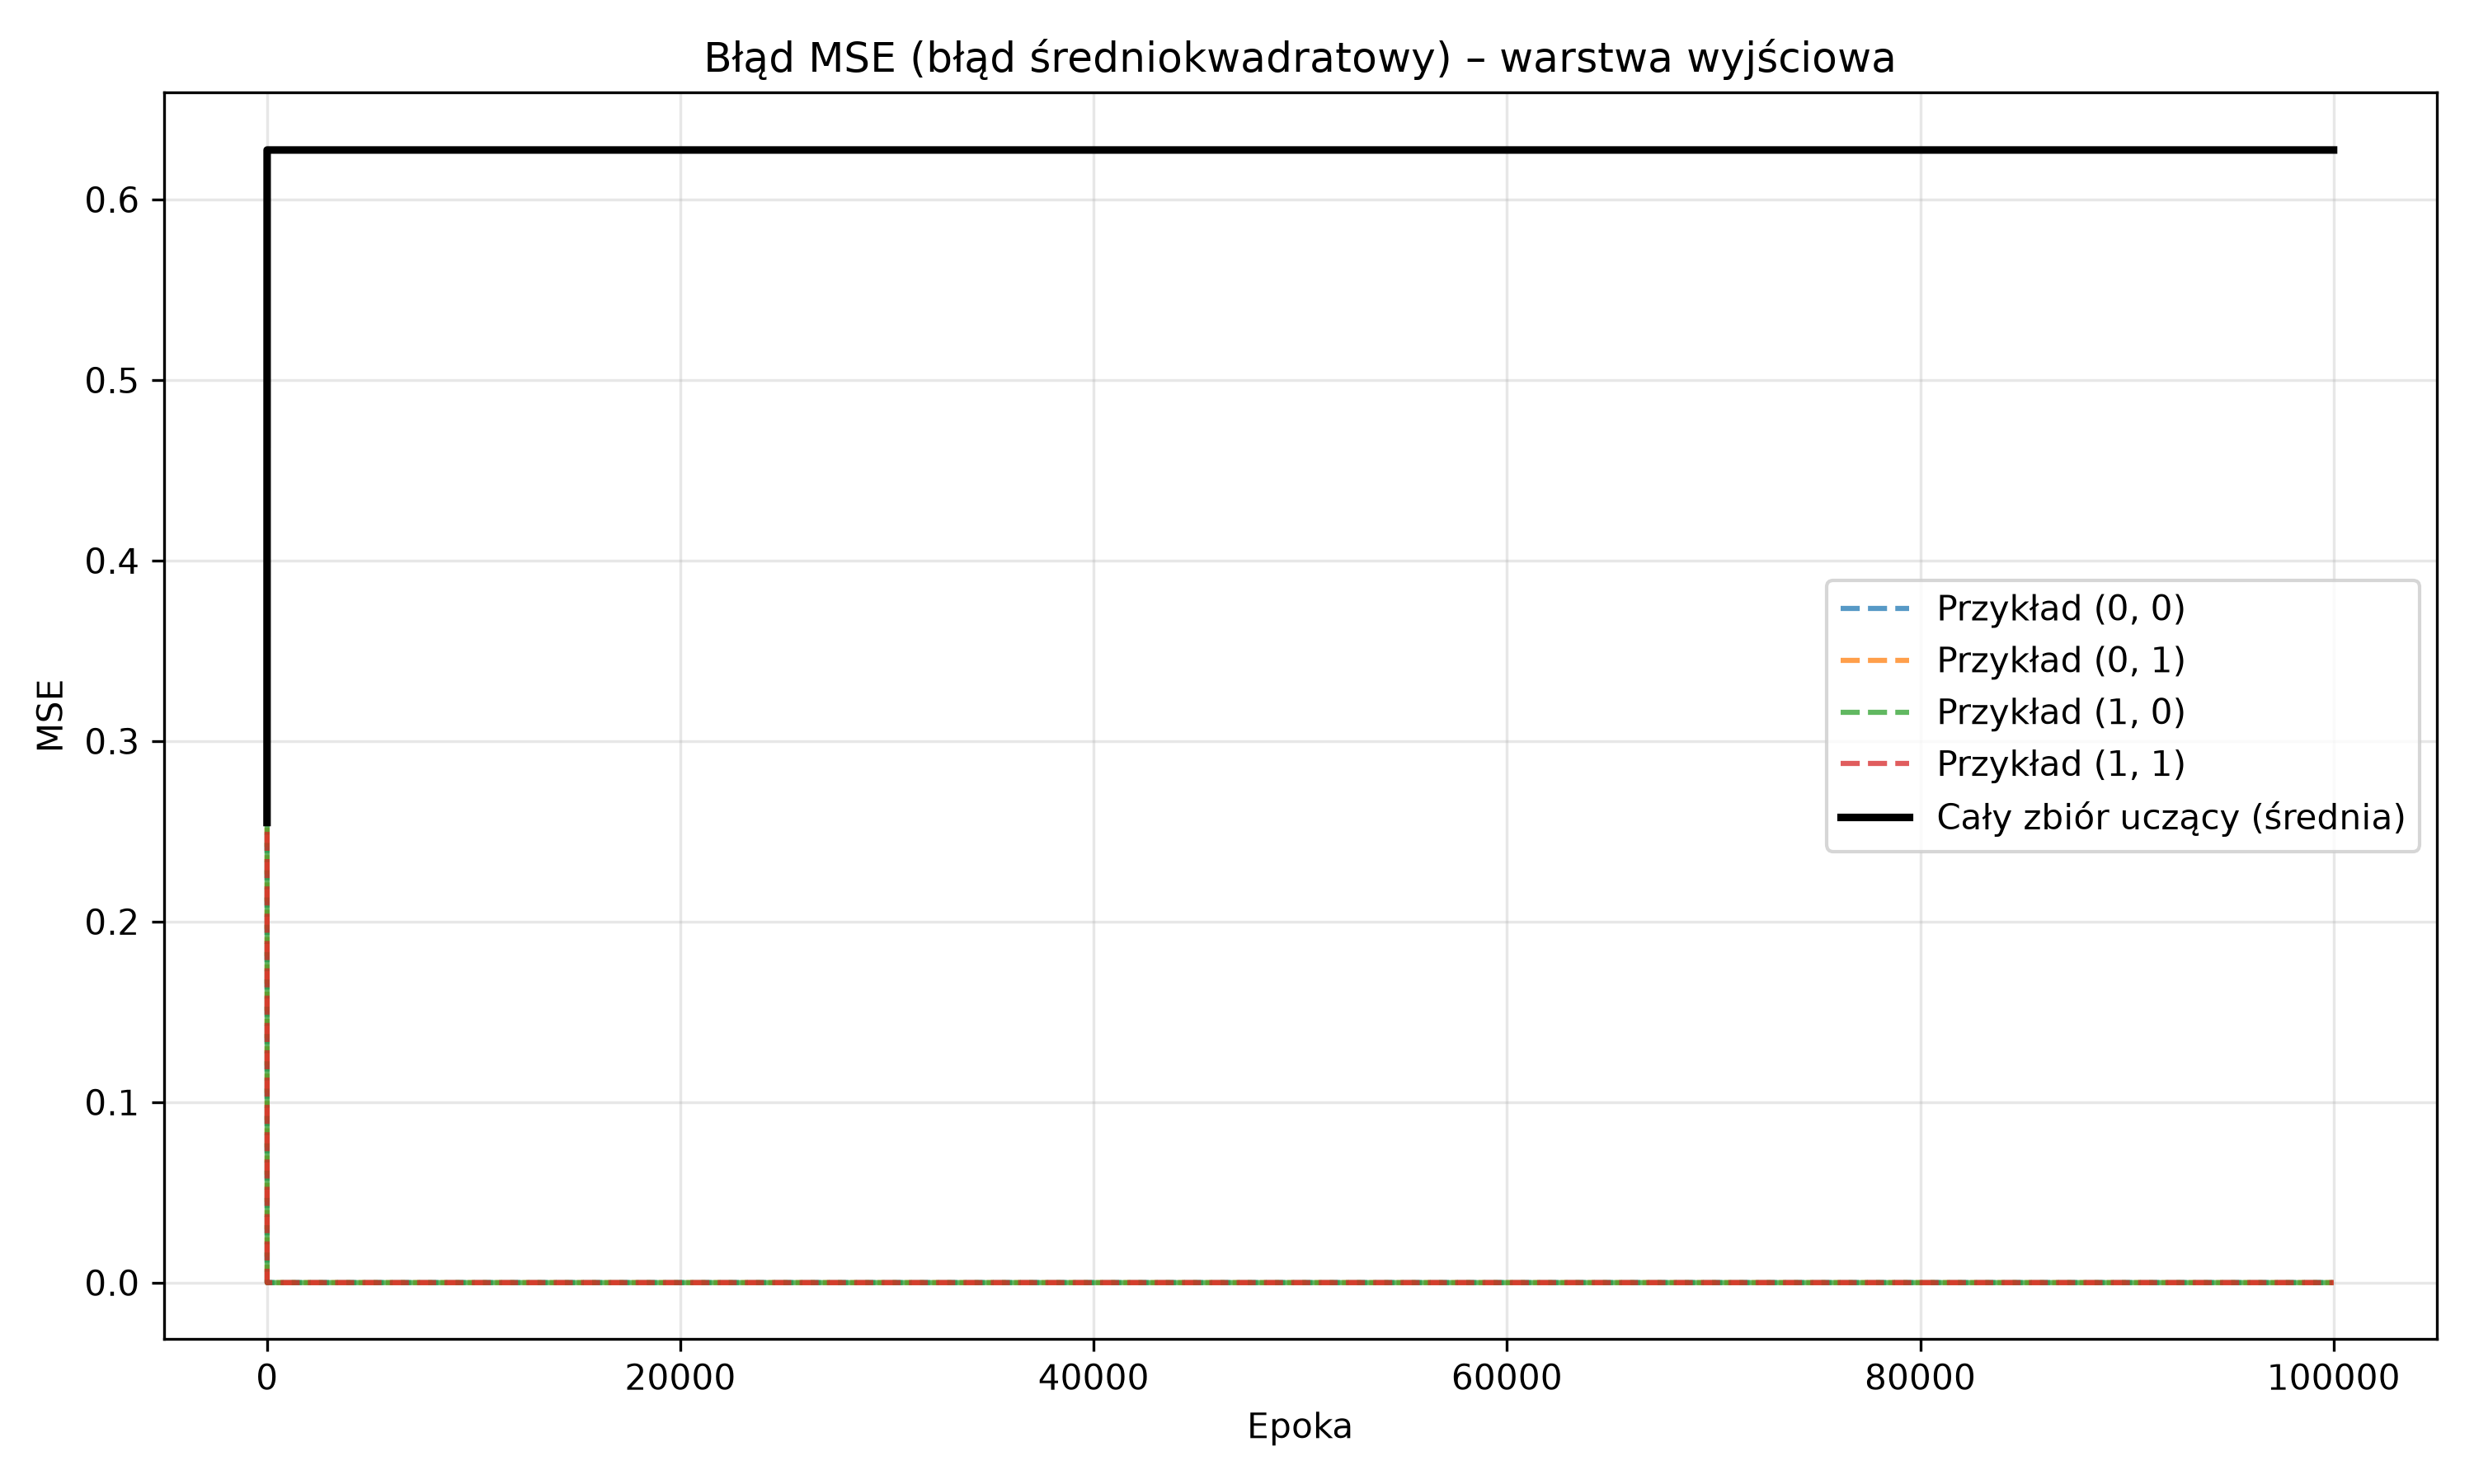 Błąd MSE (błąd średniokwadratowy) – warstwa wyjściowa
MSE
0.6
0.5
0.4
0.3
0.2
0.1
0.0
Przykład (0, 0)
Przykład (0, 1)
Przykład (1, 0)
Przykład (1, 1)
Cały zbiór uczący (średnia)
0 20000 40000 60000 80000 100000
Epoka